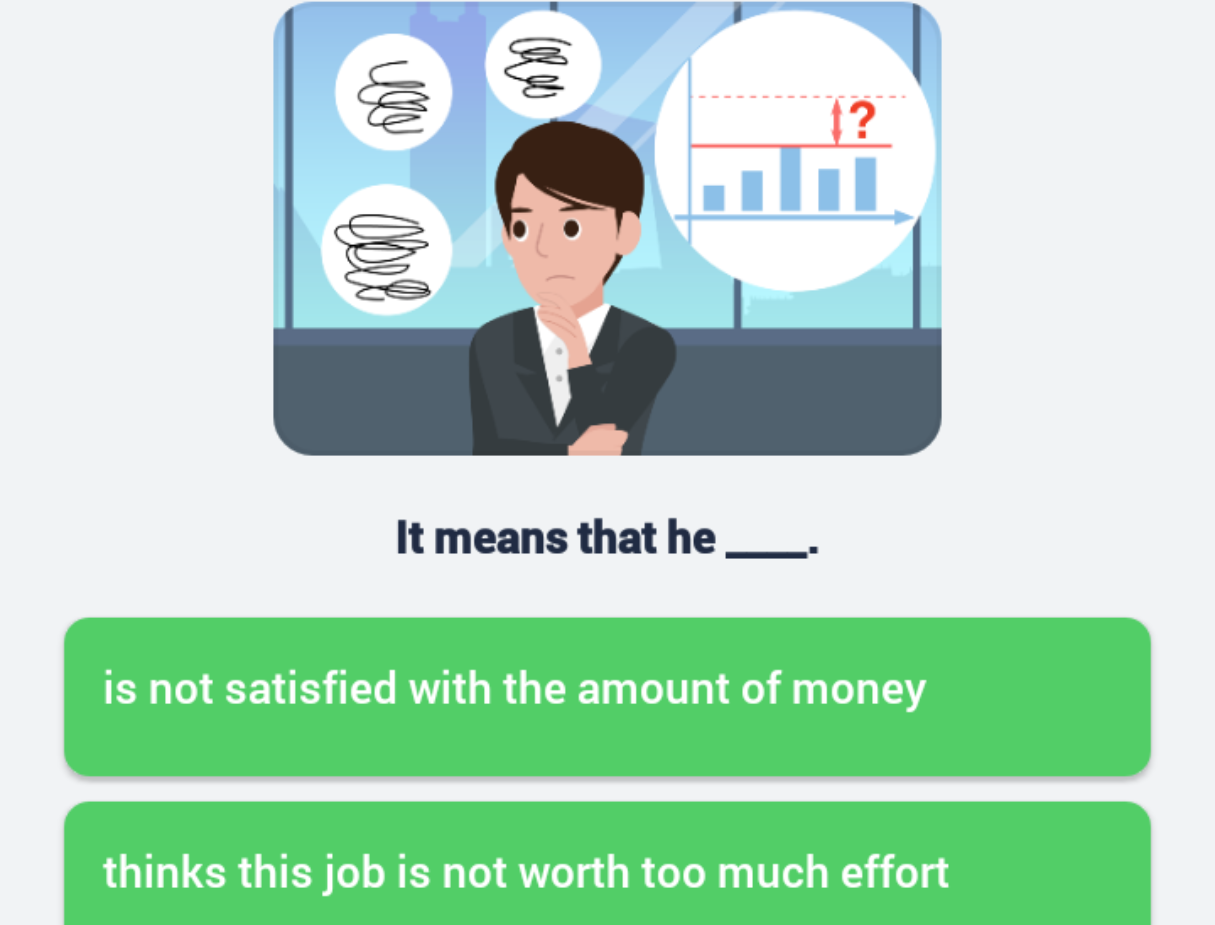 ?
It means that he ____.
is not satisfied with the amount of money
thinks this job is not worth too much effort